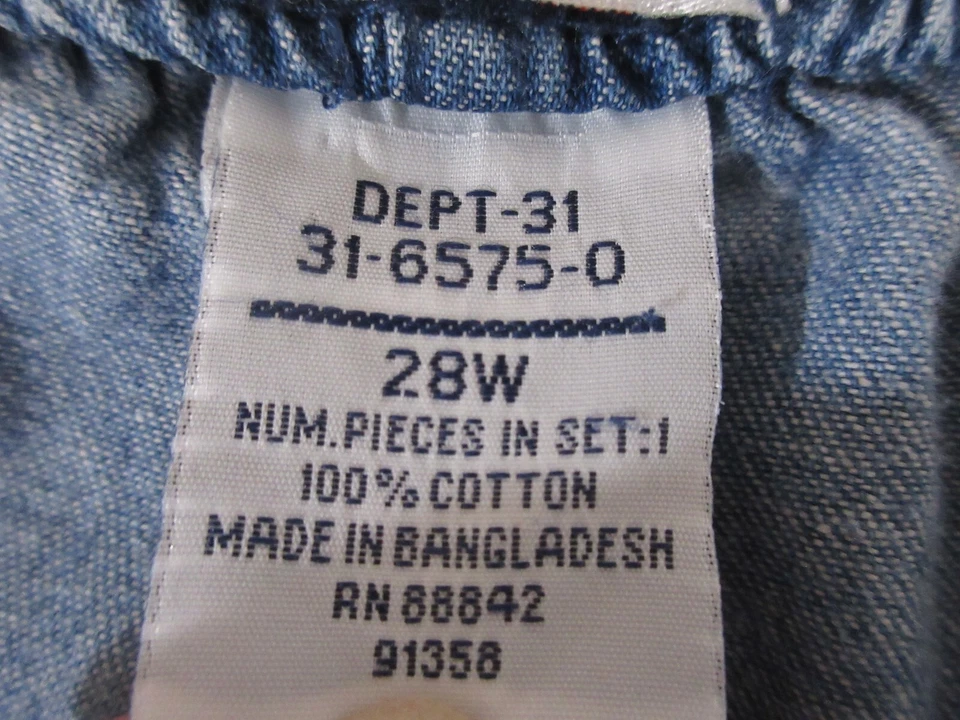 DEPT-31
31-6575-0
28W
NUM.PIECES IN SET:1
100% COTTON
MADE IN BANGLADESH
RN 88842
91358